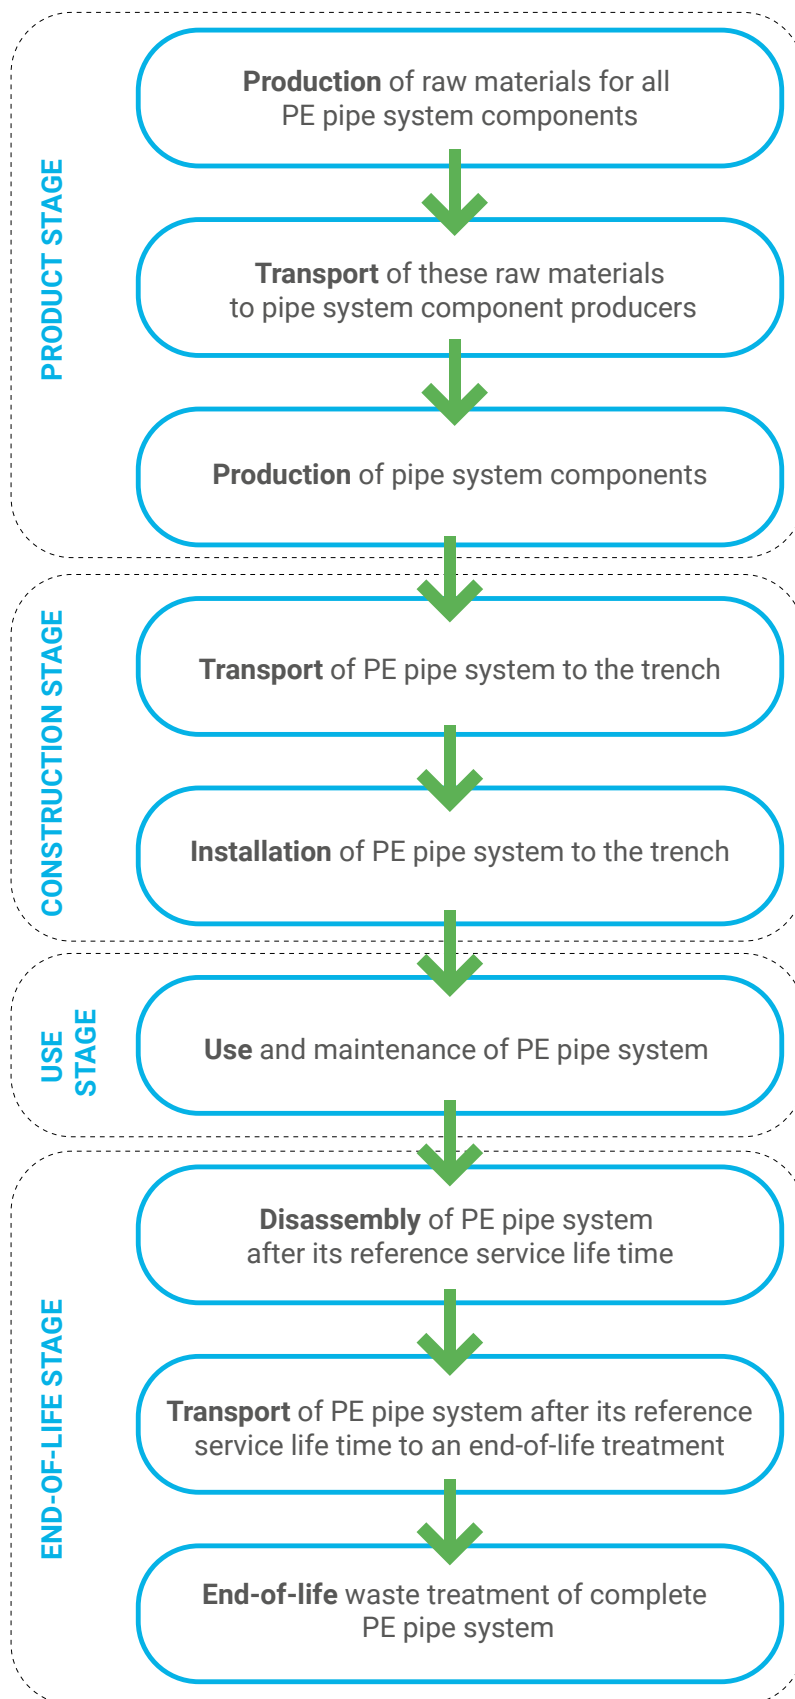 PRODUCT STAGE
Production of raw materials for all
PE pipe system components
Transport of these raw materials
to pipe system component producers
Production of pipe system components
CONSTRUCTION STAGE
Transport of PE pipe system to the trench
Installation of PE pipe system to the trench
USE
STAGE
Use and maintenance of PE pipe system
END-OF-LIFE STAGE
Disassembly of PE pipe system
after its reference service life time
Transport of PE pipe system after its reference
service life time to an end-of-life treatment
End-of-life waste treatment of complete
PE pipe system